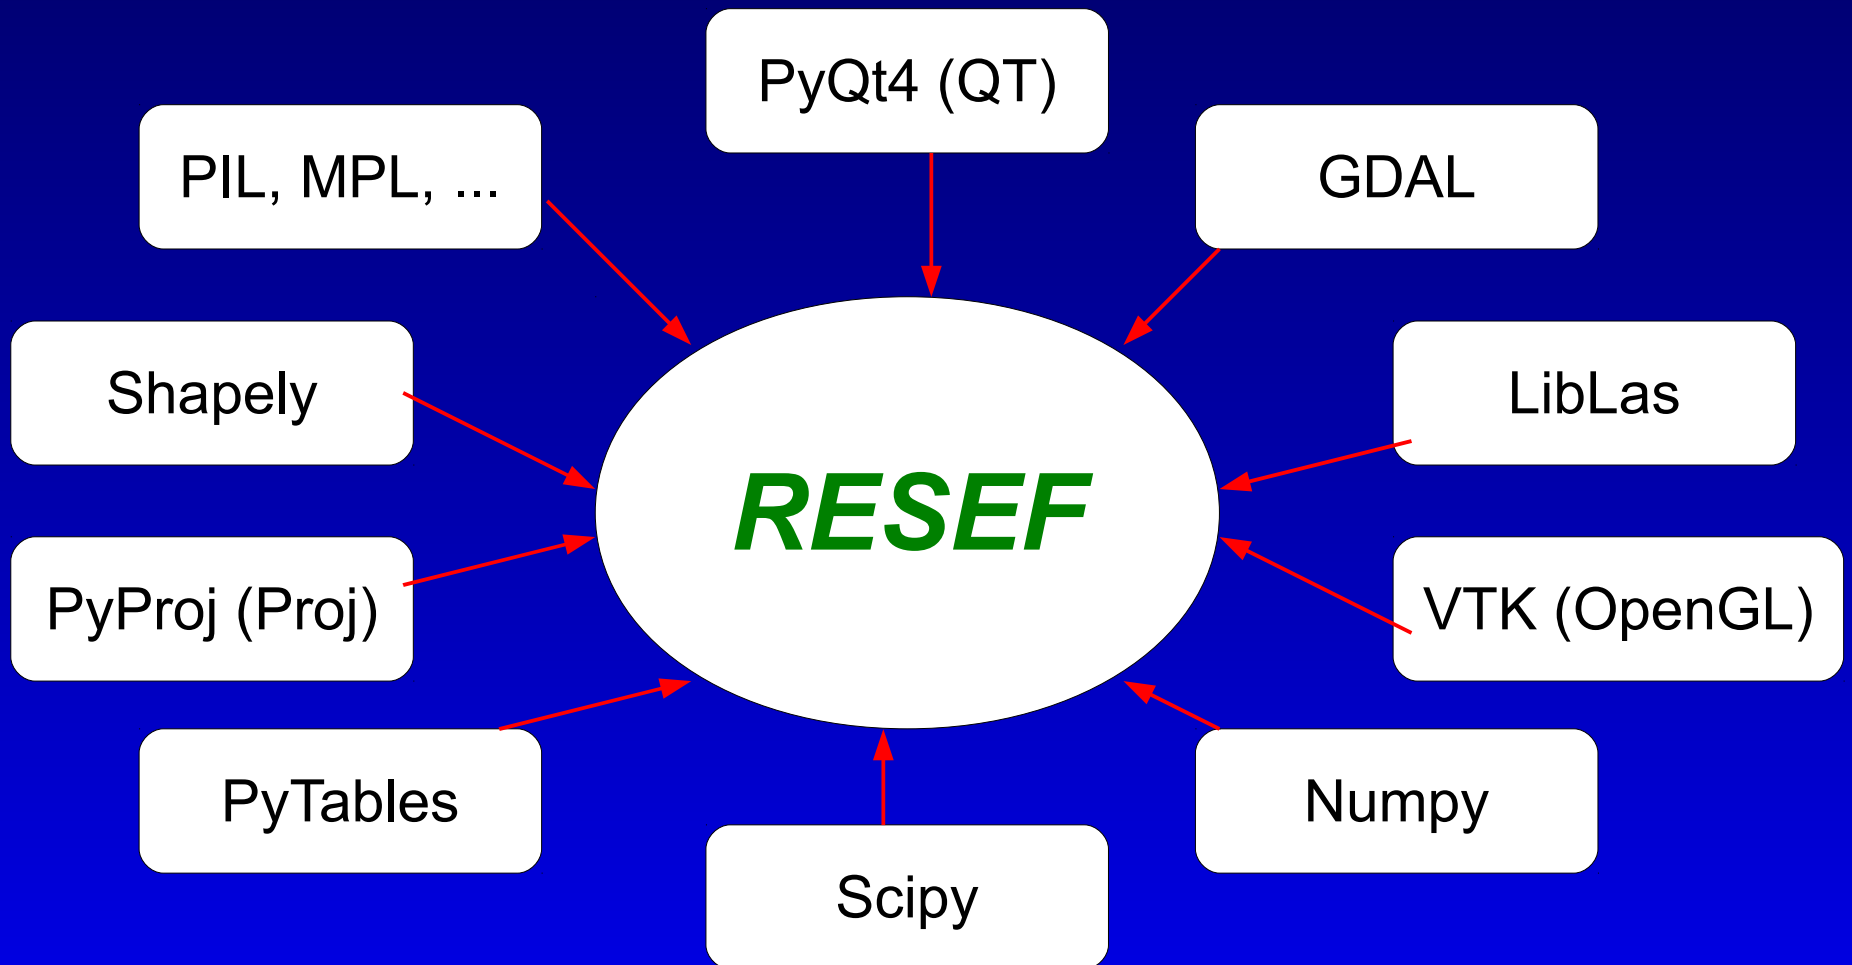 PyQt4 (QT)
PIL, MPL, ...
GDAL
Shapely
LibLas
RESEF
PyProj (Proj)
VTK (OpenGL)
PyTables
Numpy
Scipy